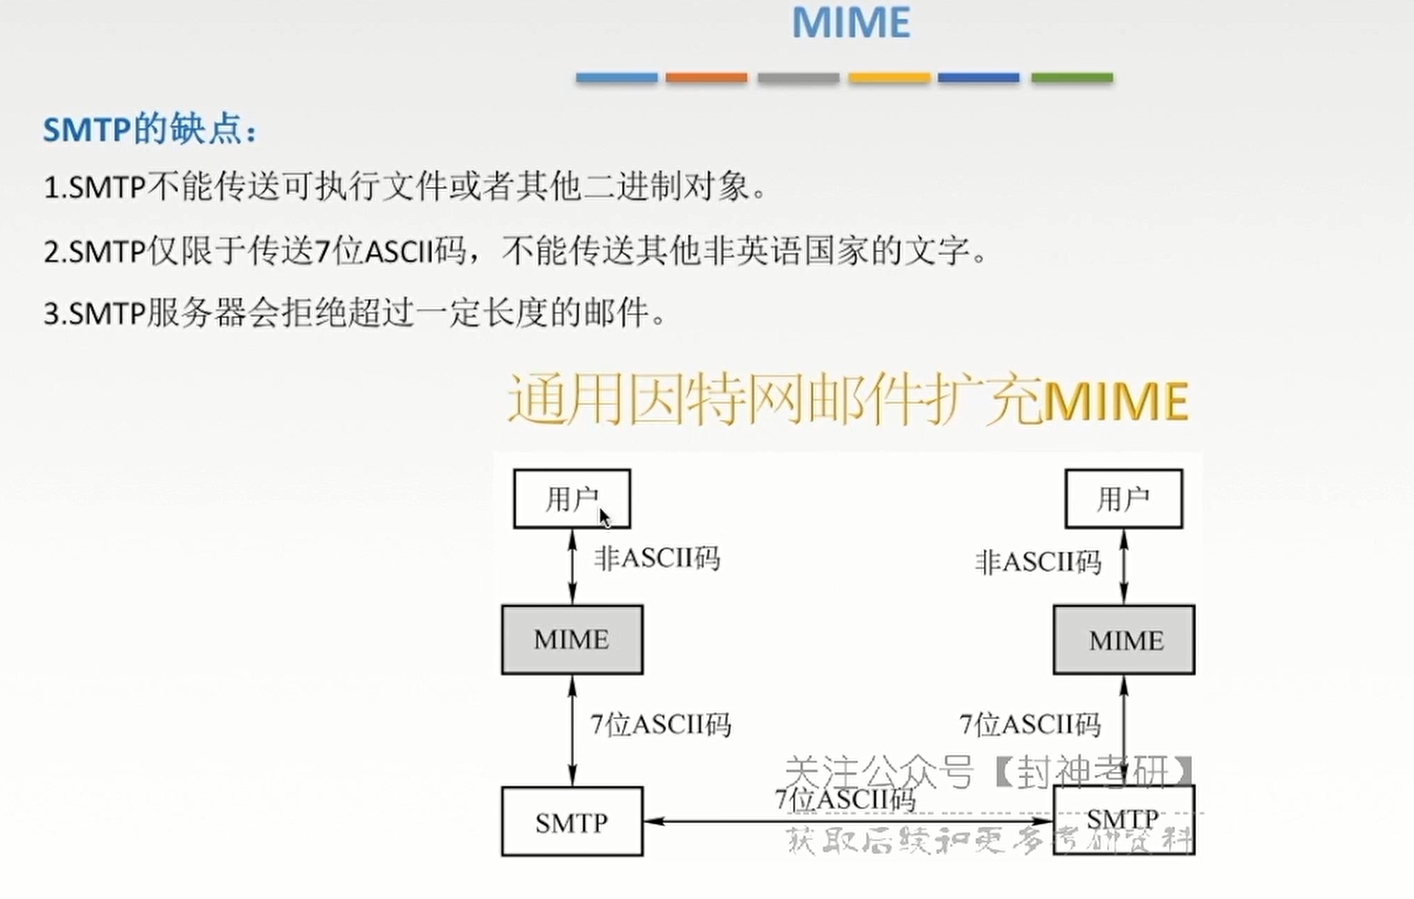 MIME
SMTP的缺点：
1.SMTP不能传送可执行文件或者其他二进制对象。
2.SMTP仅限于传送7位ASCII码，不能传送其他非英语国家的文字。
3.SMTP服务器会拒绝超过一定长度的邮件。
通用因特网邮件扩充MIME
用户
用户
非ASCII码
非ASCII码
MIME
MIME
7位ASCII码
7位ASCII码
关注公众号【封神考研】
7位ASCII码
SMTP
SMTP
获取后续和更多考研资料